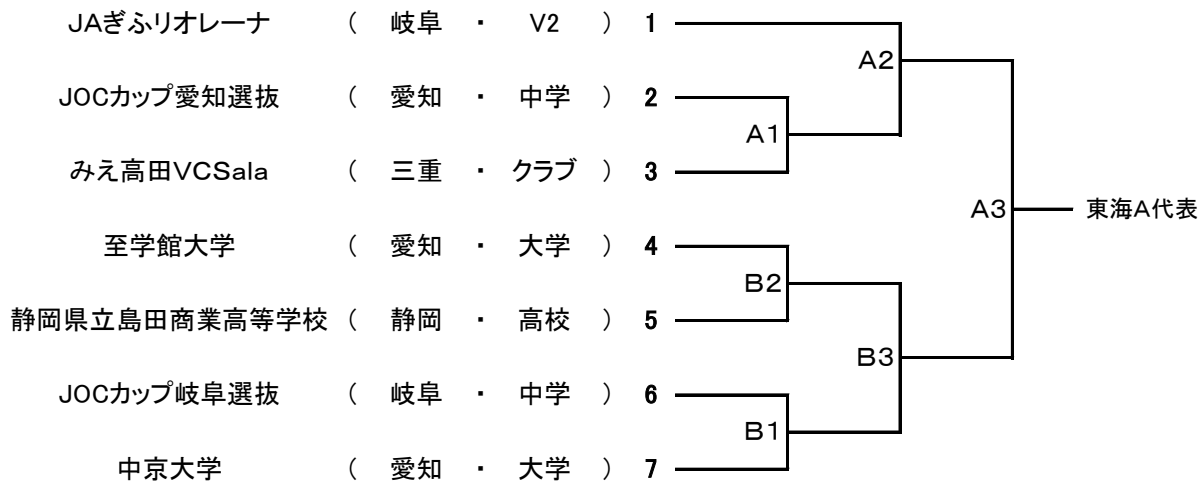 JAぎふリオレーナ ( 岐阜 ・ V2 ) 1
A2
JOCカップ愛知選抜 ( 愛知 ・ 中学 ) 2
A1
みえ高田VCSala ( 三重 ・ クラブ ) 3
A3 東海A代表
至学館大学 ( 愛知 ・ 大学 ) 4
B2
静岡県立島田商業高等学校 ( 静岡 ・ 高校 ) 5
B3
JOCカップ岐阜選抜 ( 岐阜 ・ 中学 ) 6
B1
中京大学 ( 愛知 ・ 大学 ) 7